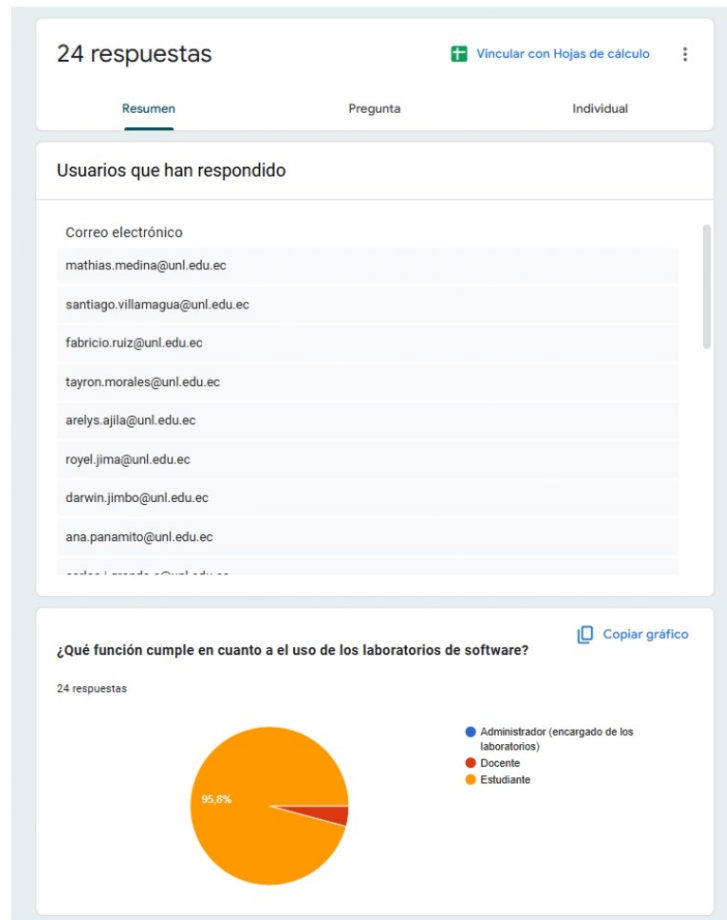 24 respuestas
Vincular con Hojas de cálculo
Resumen
Pregunta
Individual
Usuarios que han respondido
Correo electrónico
mathias.medina@unl.edu.ec
santiago.villamagua@unl.edu.ec
fabricio.ruiz@unl.edu.ec
tayron.morales@unl.edu.ec
arelys.ajila@unl.edu.ec
royel.jima@unl.edu.ec
darwin.jimbo@unl.edu.ec
ana.panamito@unl.edu.ec
Copiar gráfico
¿Qué función cumple en cuanto a el uso de los laboratorios de software?
24 respuestas
Administrador (encargado de los
laboratorios)
Docente
Estudiante
95,8%